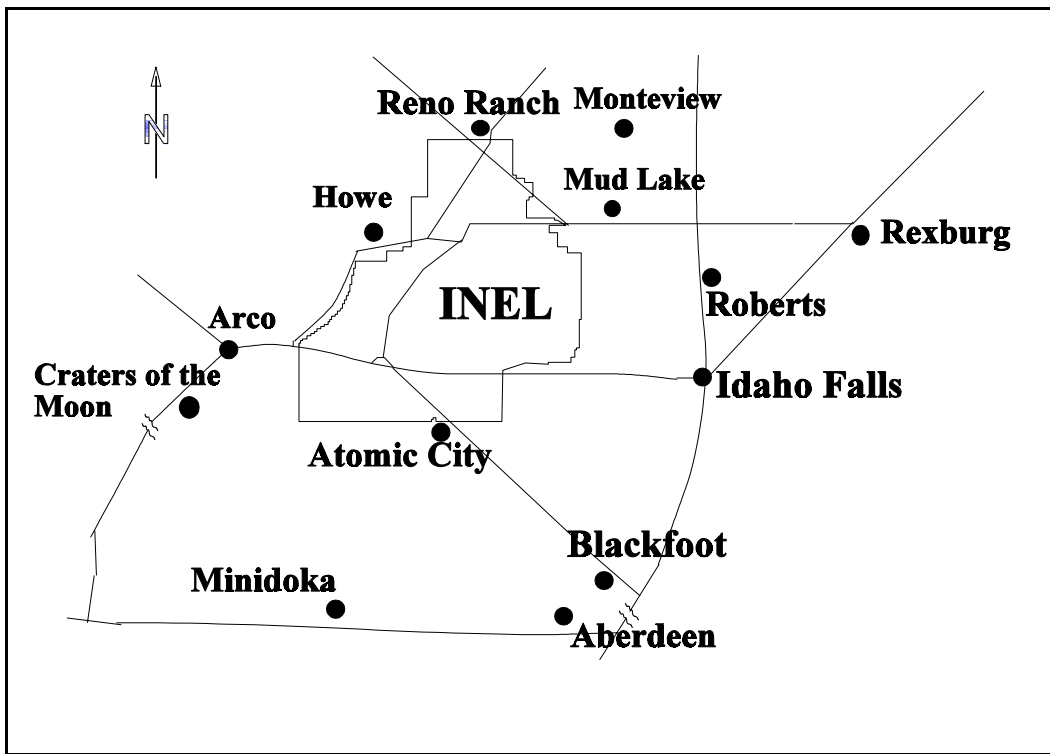 N
Reno Ranch
Monteview
Mud Lake
Howe
Rexburg
INEL
Roberts
Arco
Craters of the
Moon
Idaho Falls
Atomic City
Blackfoot
Minidoka
Aberdeen